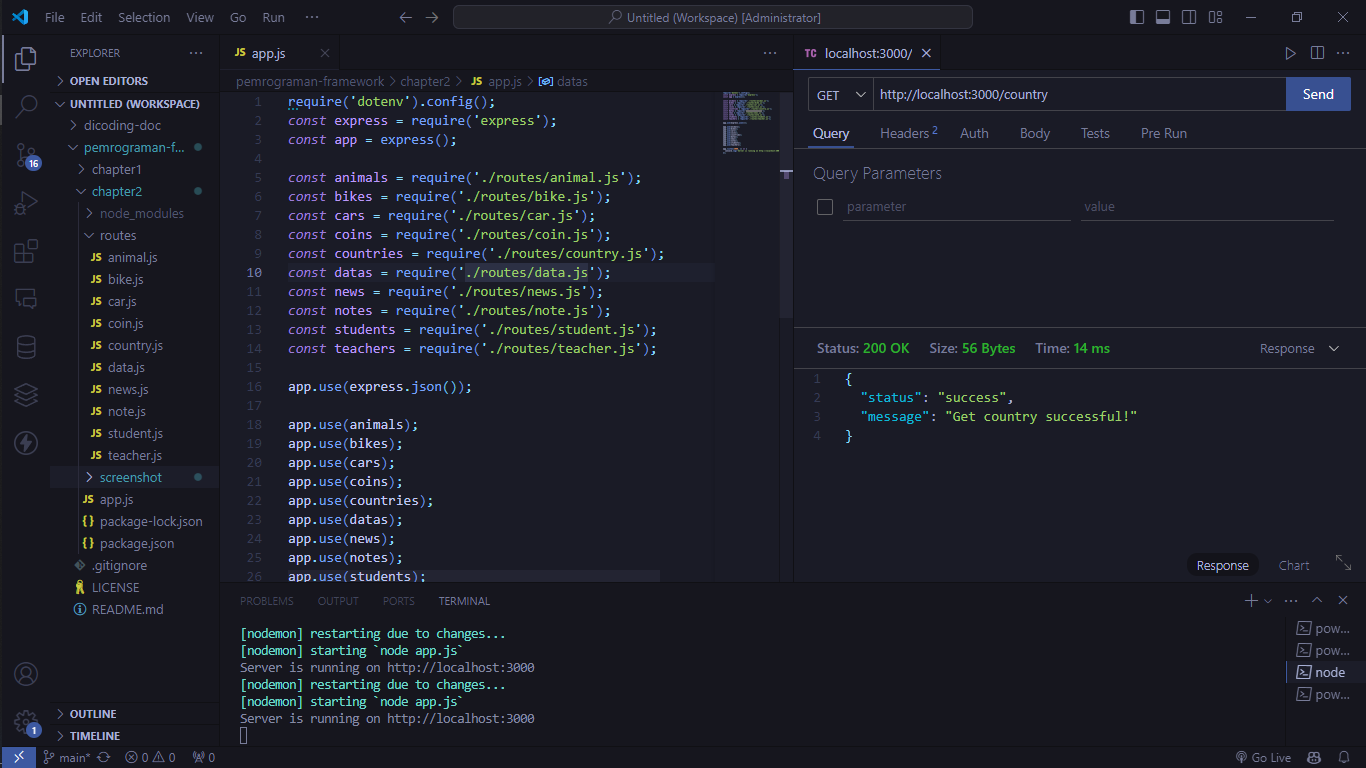 File Edit Selection View Go Run ···
Untitled (Workspace) [Administrator]
EXPLORER ···
OPEN EDITORS
UNTITLED (WORKSPACE)
dicoding-doc
pemrograman-f...
chapter1
chapter2
node_modules
routes
JS animal.js
JS bike.js
JS car.js
JS coin.js
JS country.js
JS data.js
JS news.js
JS note.js
JS student.js
JS teacher.js
screenshot
JS app.js
{} package-lock.json
{} package.json
.gitignore
LICENSE
README.md
OUTLINE
TIMELINE
16
1
JS app.js
pemrograman-framework > chapter2 > JS app.js > datas
1 require('dotenv').config();
2 const express = require('express');
3 const app = express();
4
5 const animals = require('./routes/animal.js');
6 const bikes = require('./routes/bike.js');
7 const cars = require('./routes/car.js');
8 const coins = require('./routes/coin.js');
9 const countries = require('./routes/country.js');
10 const datas = require('./routes/data.js');
11 const news = require('./routes/news.js');
12 const notes = require('./routes/note.js');
13 const students = require('./routes/student.js');
14 const teachers = require('./routes/teacher.js');
15
16 app.use(express.json());
17
18 app.use(animals);
19 app.use(bikes);
20 app.use(cars);
21 app.use(coins);
22 app.use(countries);
23 app.use(datas);
24 app.use(news);
25 app.use(notes);
26 app.use(students);
TC localhost:3000/
GET http://localhost:3000/country Send
Query Headers 2 Auth Body Tests Pre Run
Query Parameters
parameter value
Status: 200 OK Size: 56 Bytes Time: 14 ms Response
1 {
2 "status": "success",
3 "message": "Get country successful!"
4 }
Response Chart
PROBLEMS OUTPUT PORTS TERMINAL
[nodemon] restarting due to changes...
[nodemon] starting `node app.js`
Server is running on http://localhost:3000
[nodemon] restarting due to changes...
[nodemon] starting `node app.js`
Server is running on http://localhost:3000
pow...
pow...
node
pow...
main* 0 0 0 Go Live